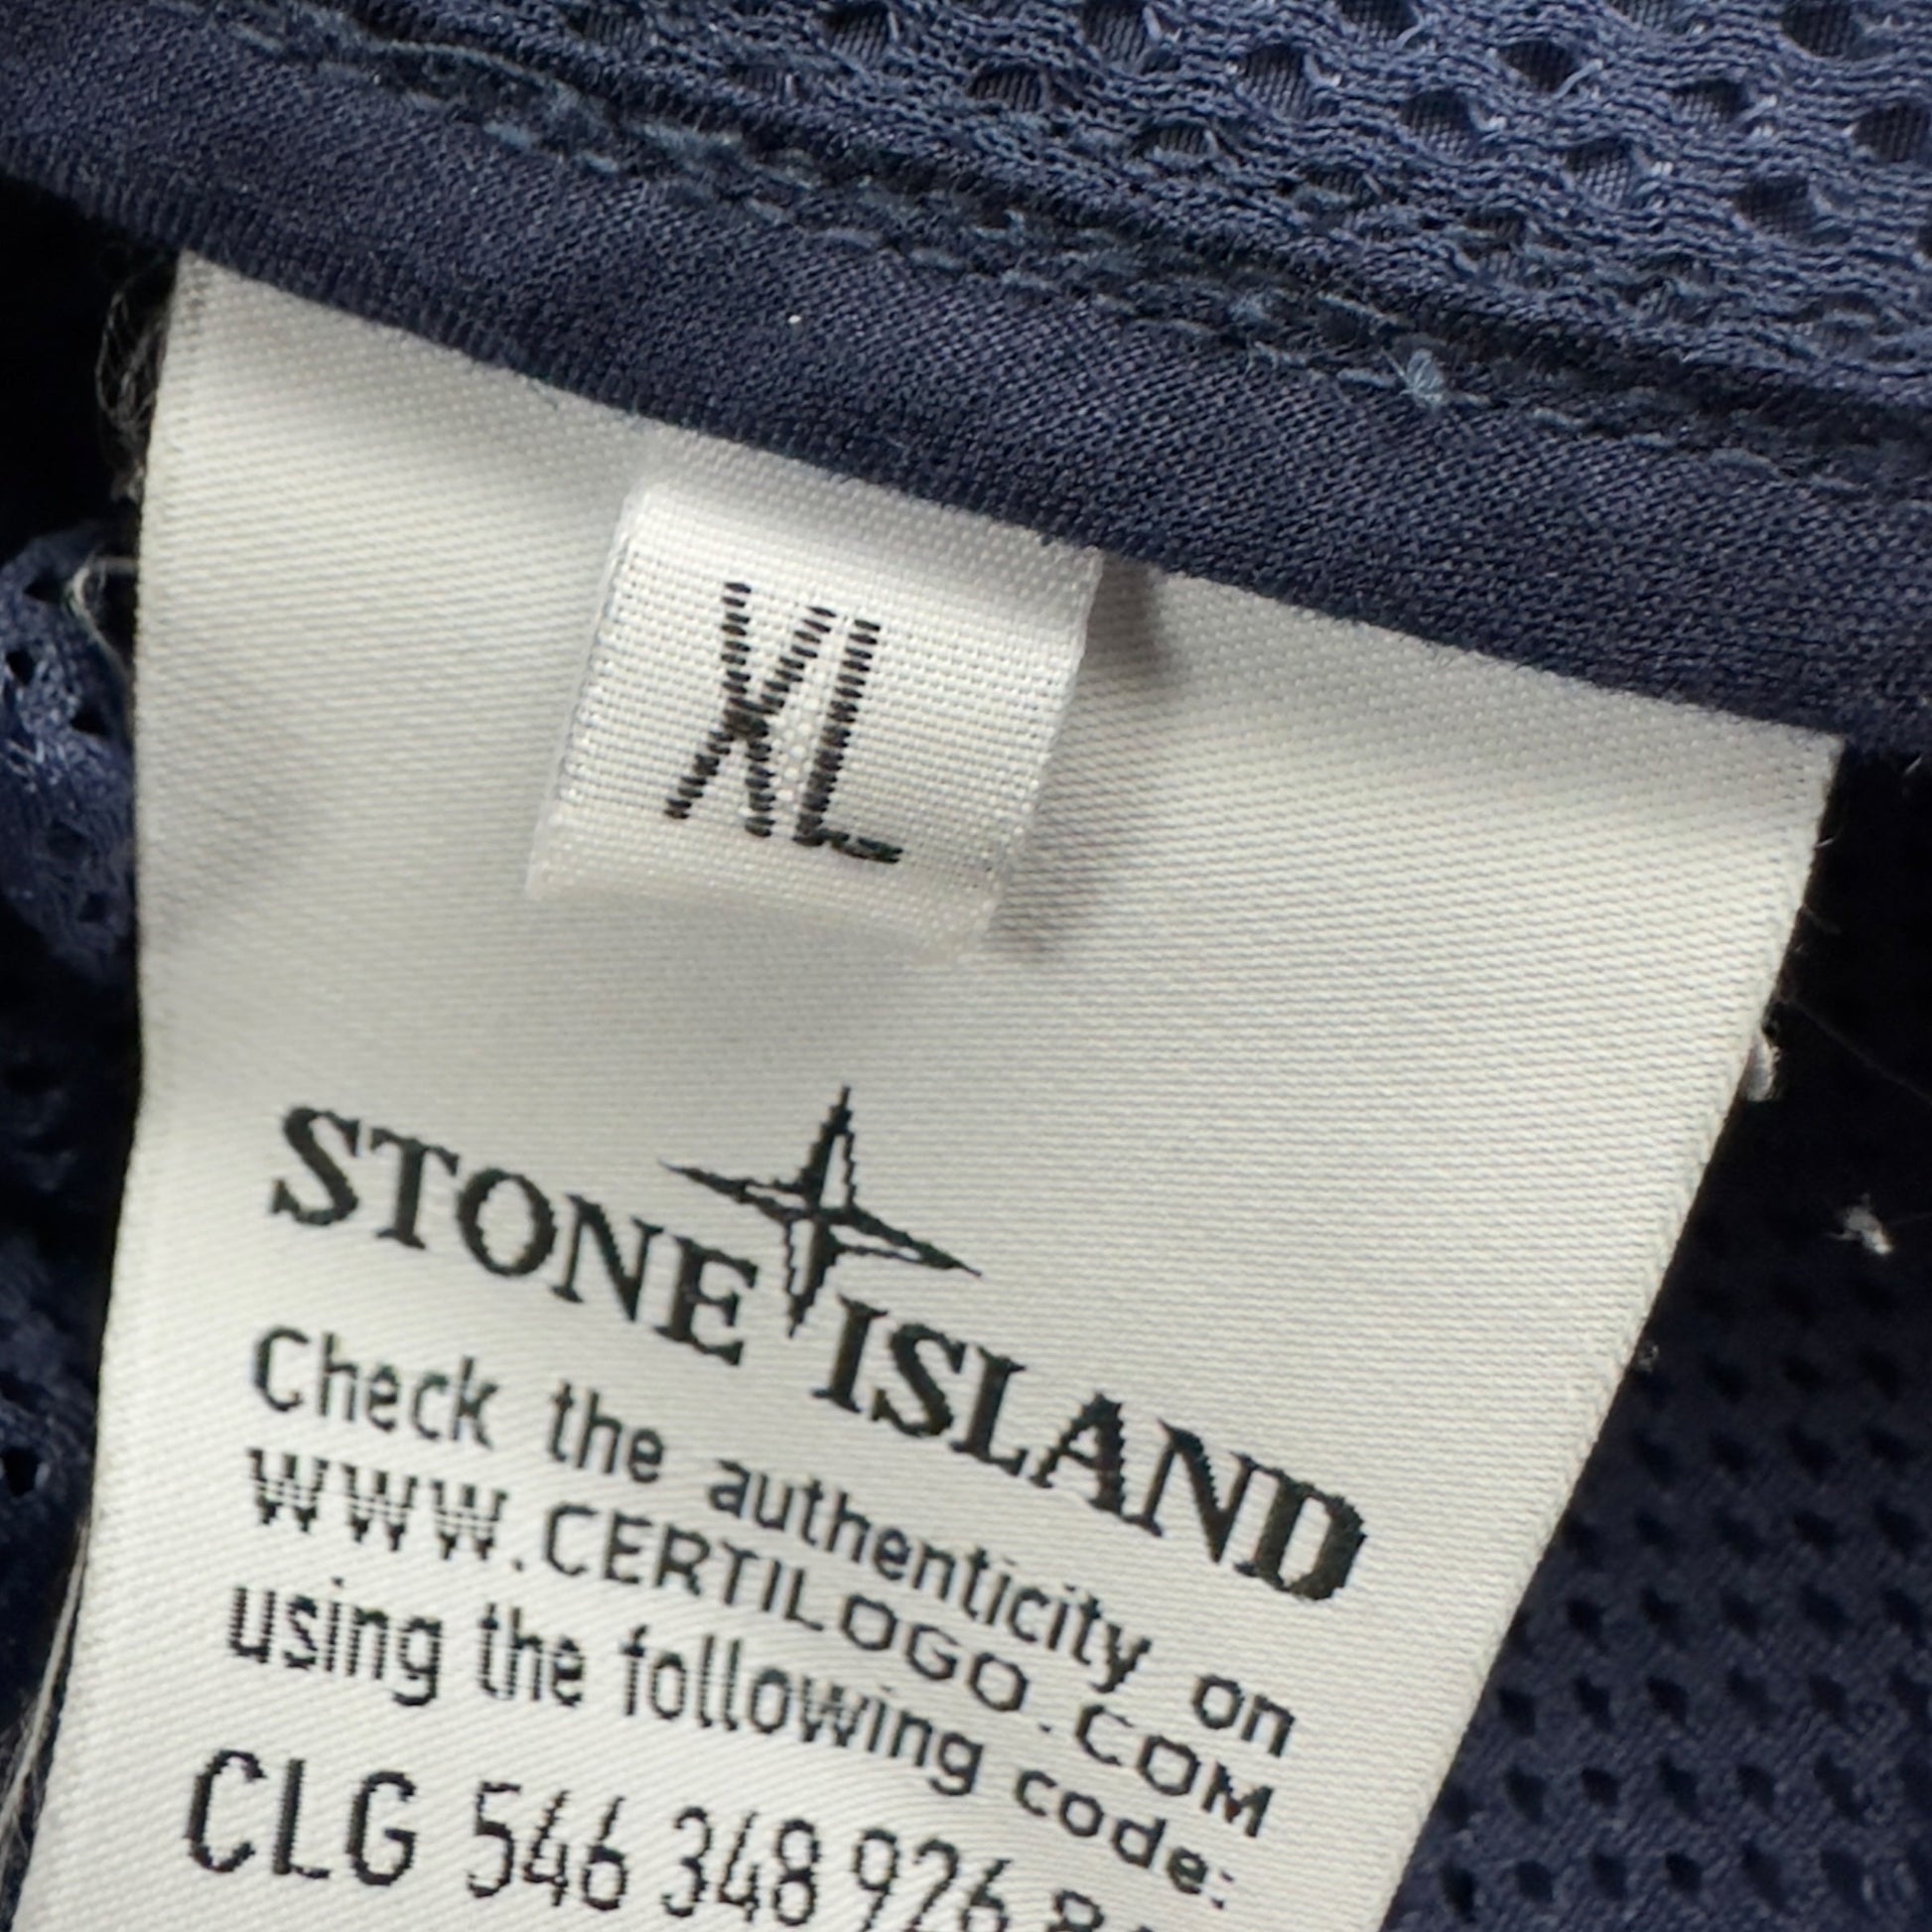 XL
STONE ISLAND
Check the authenticity on
WWW.CERTILOGO.COM
using the following code:
CLG 546 348 926